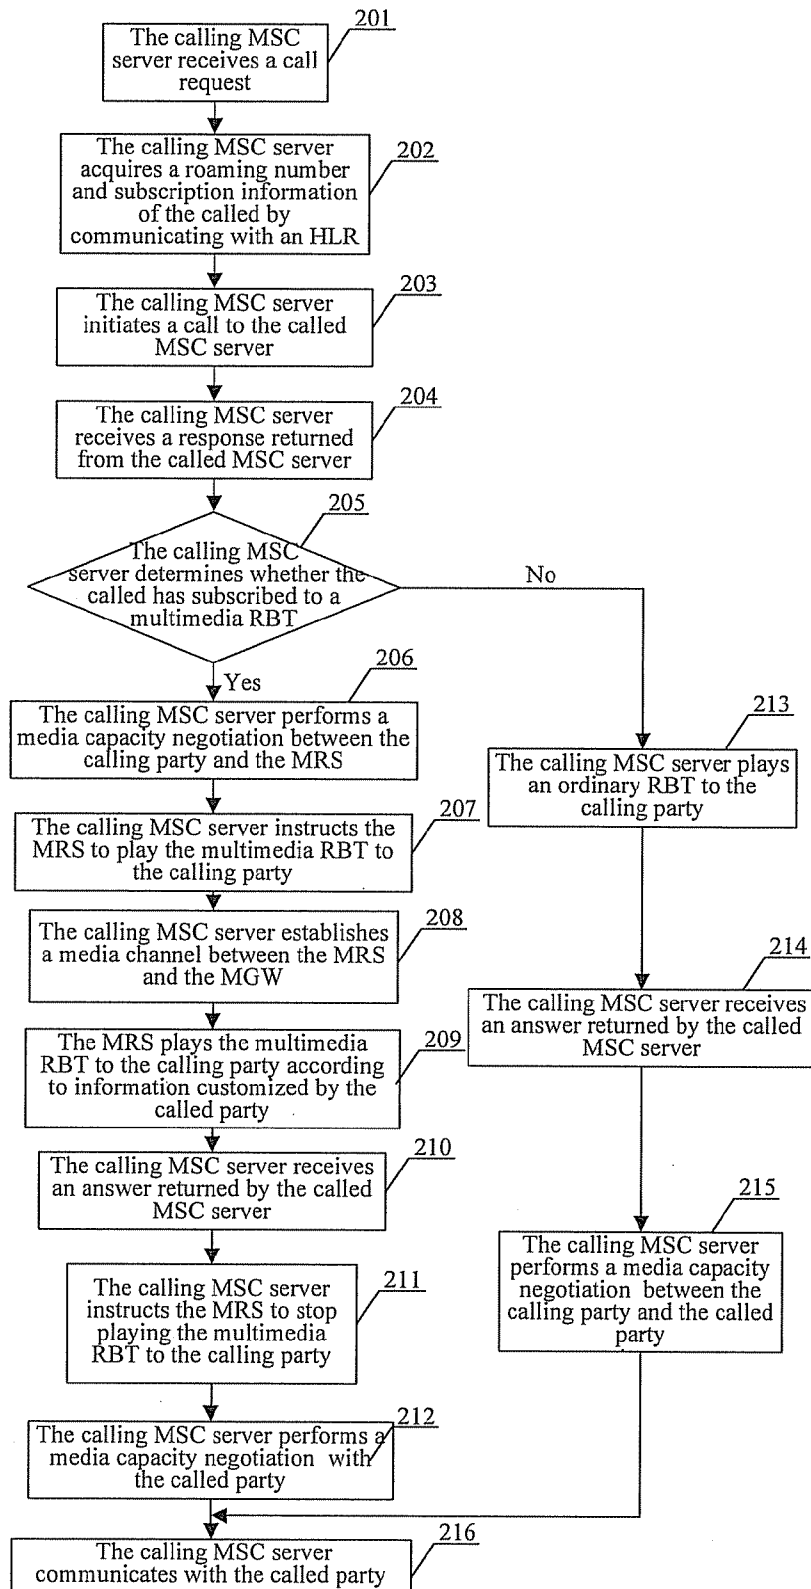 201
The calling MSC
server receives a call
request
202
The calling MSC server
acquires a roaming number
and subscription information
of the called by
communicating with an HLR
203
The calling MSC server
initiates a call to the called
MSC server
204
The calling MSC server
receives a response returned
from the called MSC server
205
The calling MSC
server determines whether the
called has subscribed to a
multimedia RBT
No
Yes
206
The calling MSC server performs a
media capacity negotiation between the
calling party and the MRS
207
The calling MSC server instructs the
MRS to play the multimedia RBT to
the calling party
208
The calling MSC server establishes
a media channel between the MRS
and the MGW
209
The MRS plays the multimedia
RBT to the calling party according
to information customized by the
called party
210
The calling MSC server receives
an answer returned by the called
MSC server
211
The calling MSC server
instructs the MRS to stop
playing the multimedia
RBT to the calling party
212
The calling MSC server performs a
media capacity negotiation with
the called party
213
The calling MSC server plays
an ordinary RBT to the
calling party
214
The calling MSC server receives
an answer returned by the called
MSC server
215
The calling MSC server
performs a media capacity
negotiation between the
calling party and the called
party
216
The calling MSC server
communicates with the called party